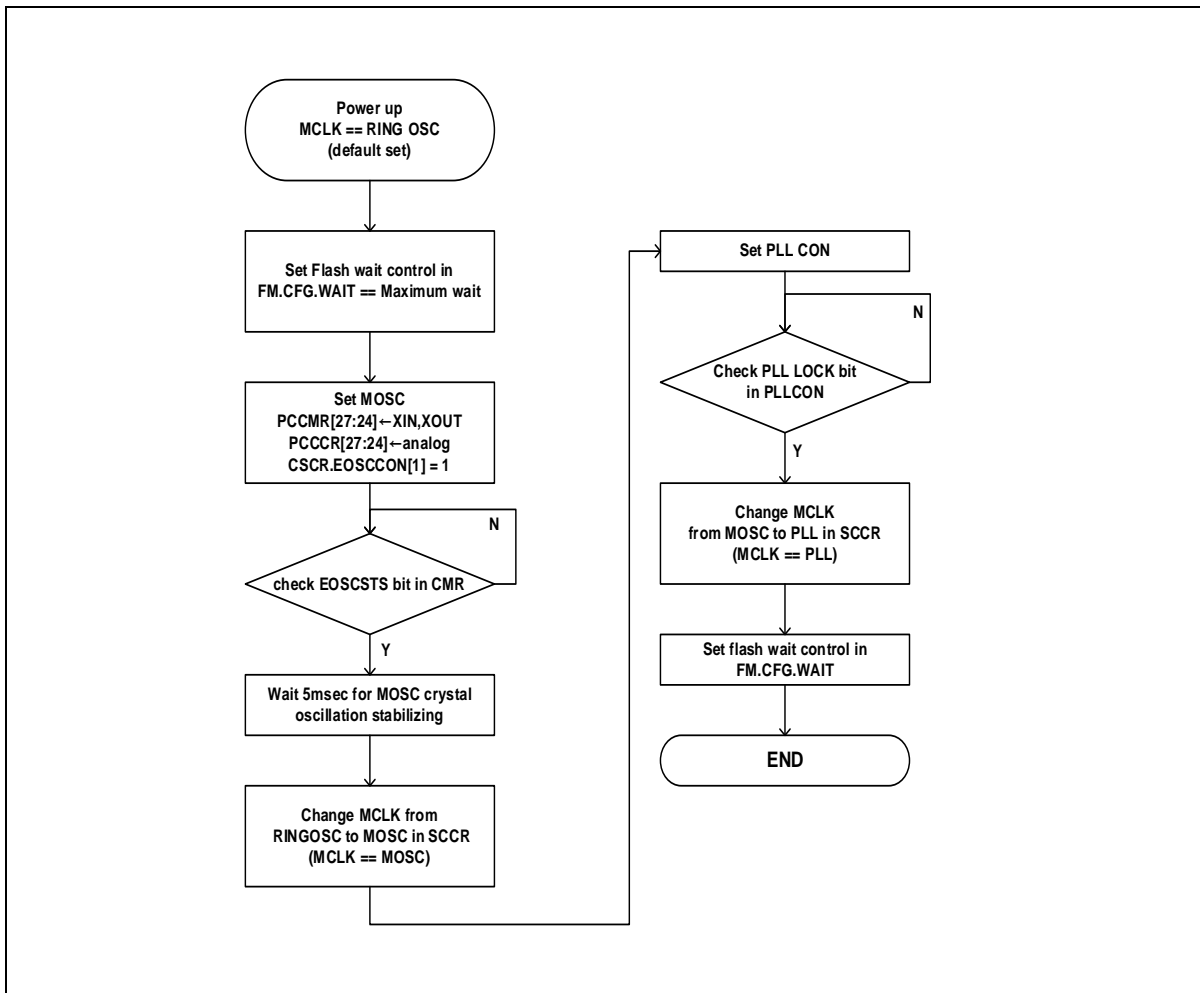 Power up
MCLK == RING OSC
(default set)
Set Flash wait control in
FM.CFG.WAIT == Maximum wait
Set MOSC
PCCMR[27:24]←XIN,XOUT
PCCCR[27:24]←analog
CSCR.EOSCCON[1] = 1
N
check EOSCSTS bit in CMR
Y
Wait 5msec for MOSC crystal
oscillation stabilizing
Change MCLK from
RINGOSC to MOSC in SCCR
(MCLK == MOSC)
Set PLL CON
N
Check PLL LOCK bit
in PLLCON
Y
Change MCLK
from MOSC to PLL in SCCR
(MCLK == PLL)
Set flash wait control in
FM.CFG.WAIT
END